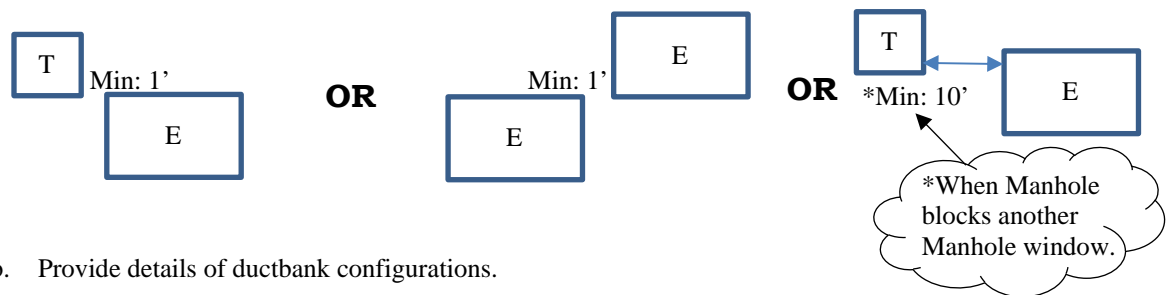 T
Min: 1’
E
OR
E
Min: 1’
E
OR
T
*Min: 10’
E
*When Manhole
blocks another
Manhole window.
Provide details of ductbank configurations.